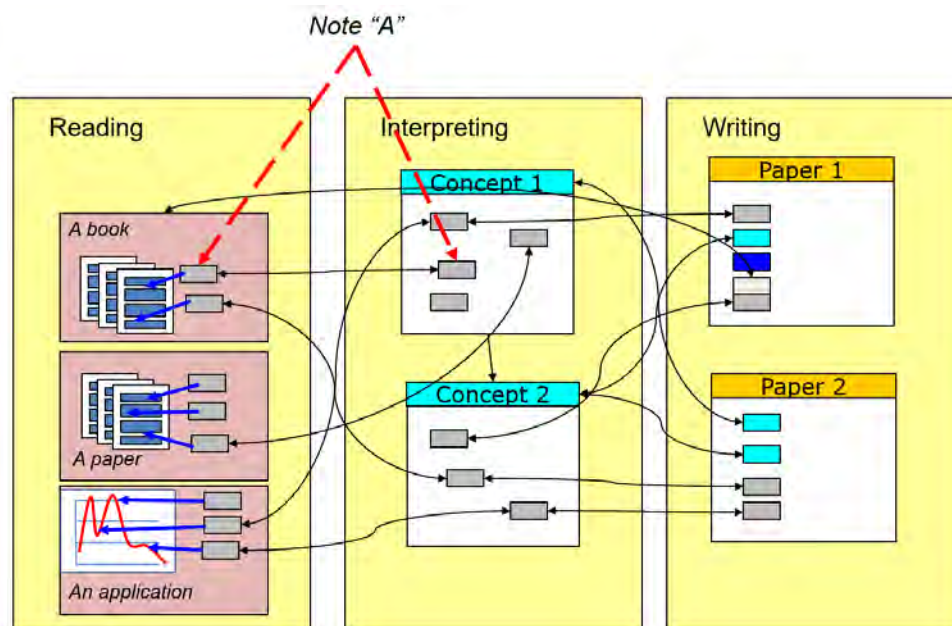 Note “A”
Reading
Interpreting
Writing
A book
A paper
An application
Concept 1
Concept 2
Paper 1
Paper 2